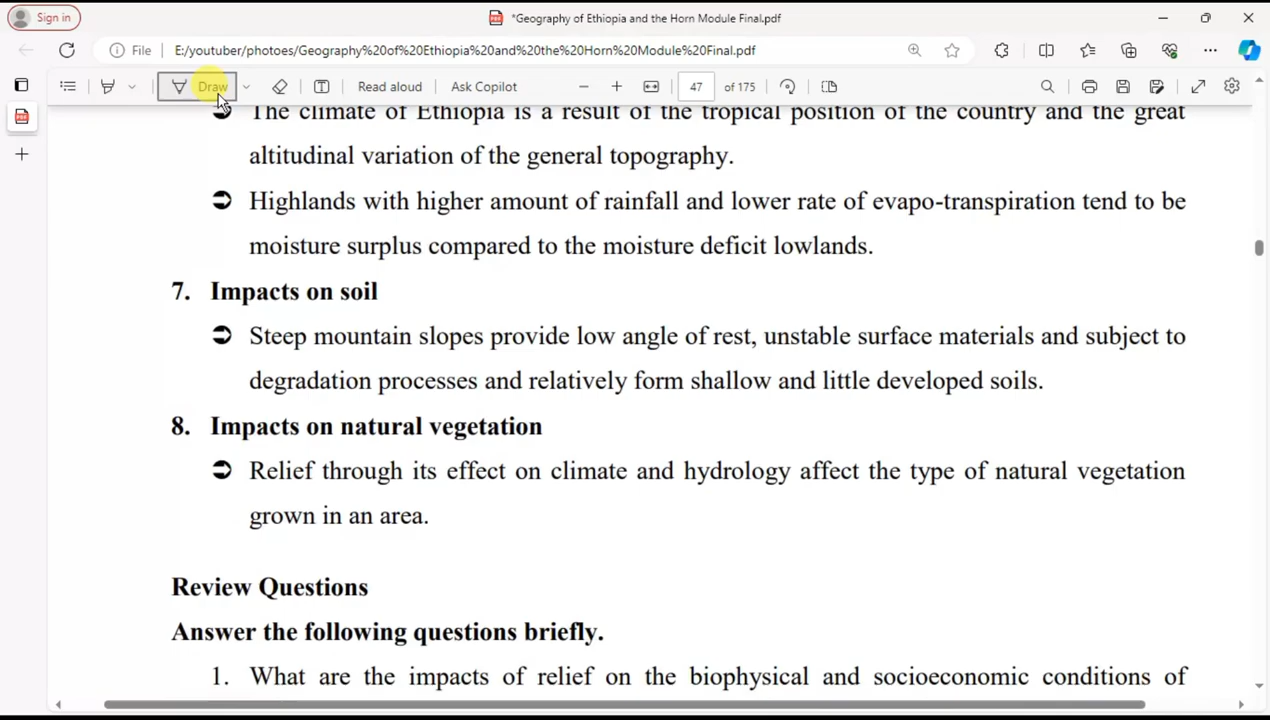 Sign in
*Geography of Ethiopia and the Horn Module Final.pdf
File E:/youtuber/photoes/Geography%20of%20Ethiopia%20and%20the%20Horn%20Module%20Final.pdf
Draw Read aloud Ask Copilot 47 of 175
The climate of Ethiopia is a result of the tropical position of the country and the great
altitudinal variation of the general topography.
Highlands with higher amount of rainfall and lower rate of evapo-transpiration tend to be
moisture surplus compared to the moisture deficit lowlands.
7. Impacts on soil
Steep mountain slopes provide low angle of rest, unstable surface materials and subject to
degradation processes and relatively form shallow and little developed soils.
8. Impacts on natural vegetation
Relief through its effect on climate and hydrology affect the type of natural vegetation
grown in an area.
Review Questions
Answer the following questions briefly.
1. What are the impacts of relief on the biophysical and socioeconomic conditions of